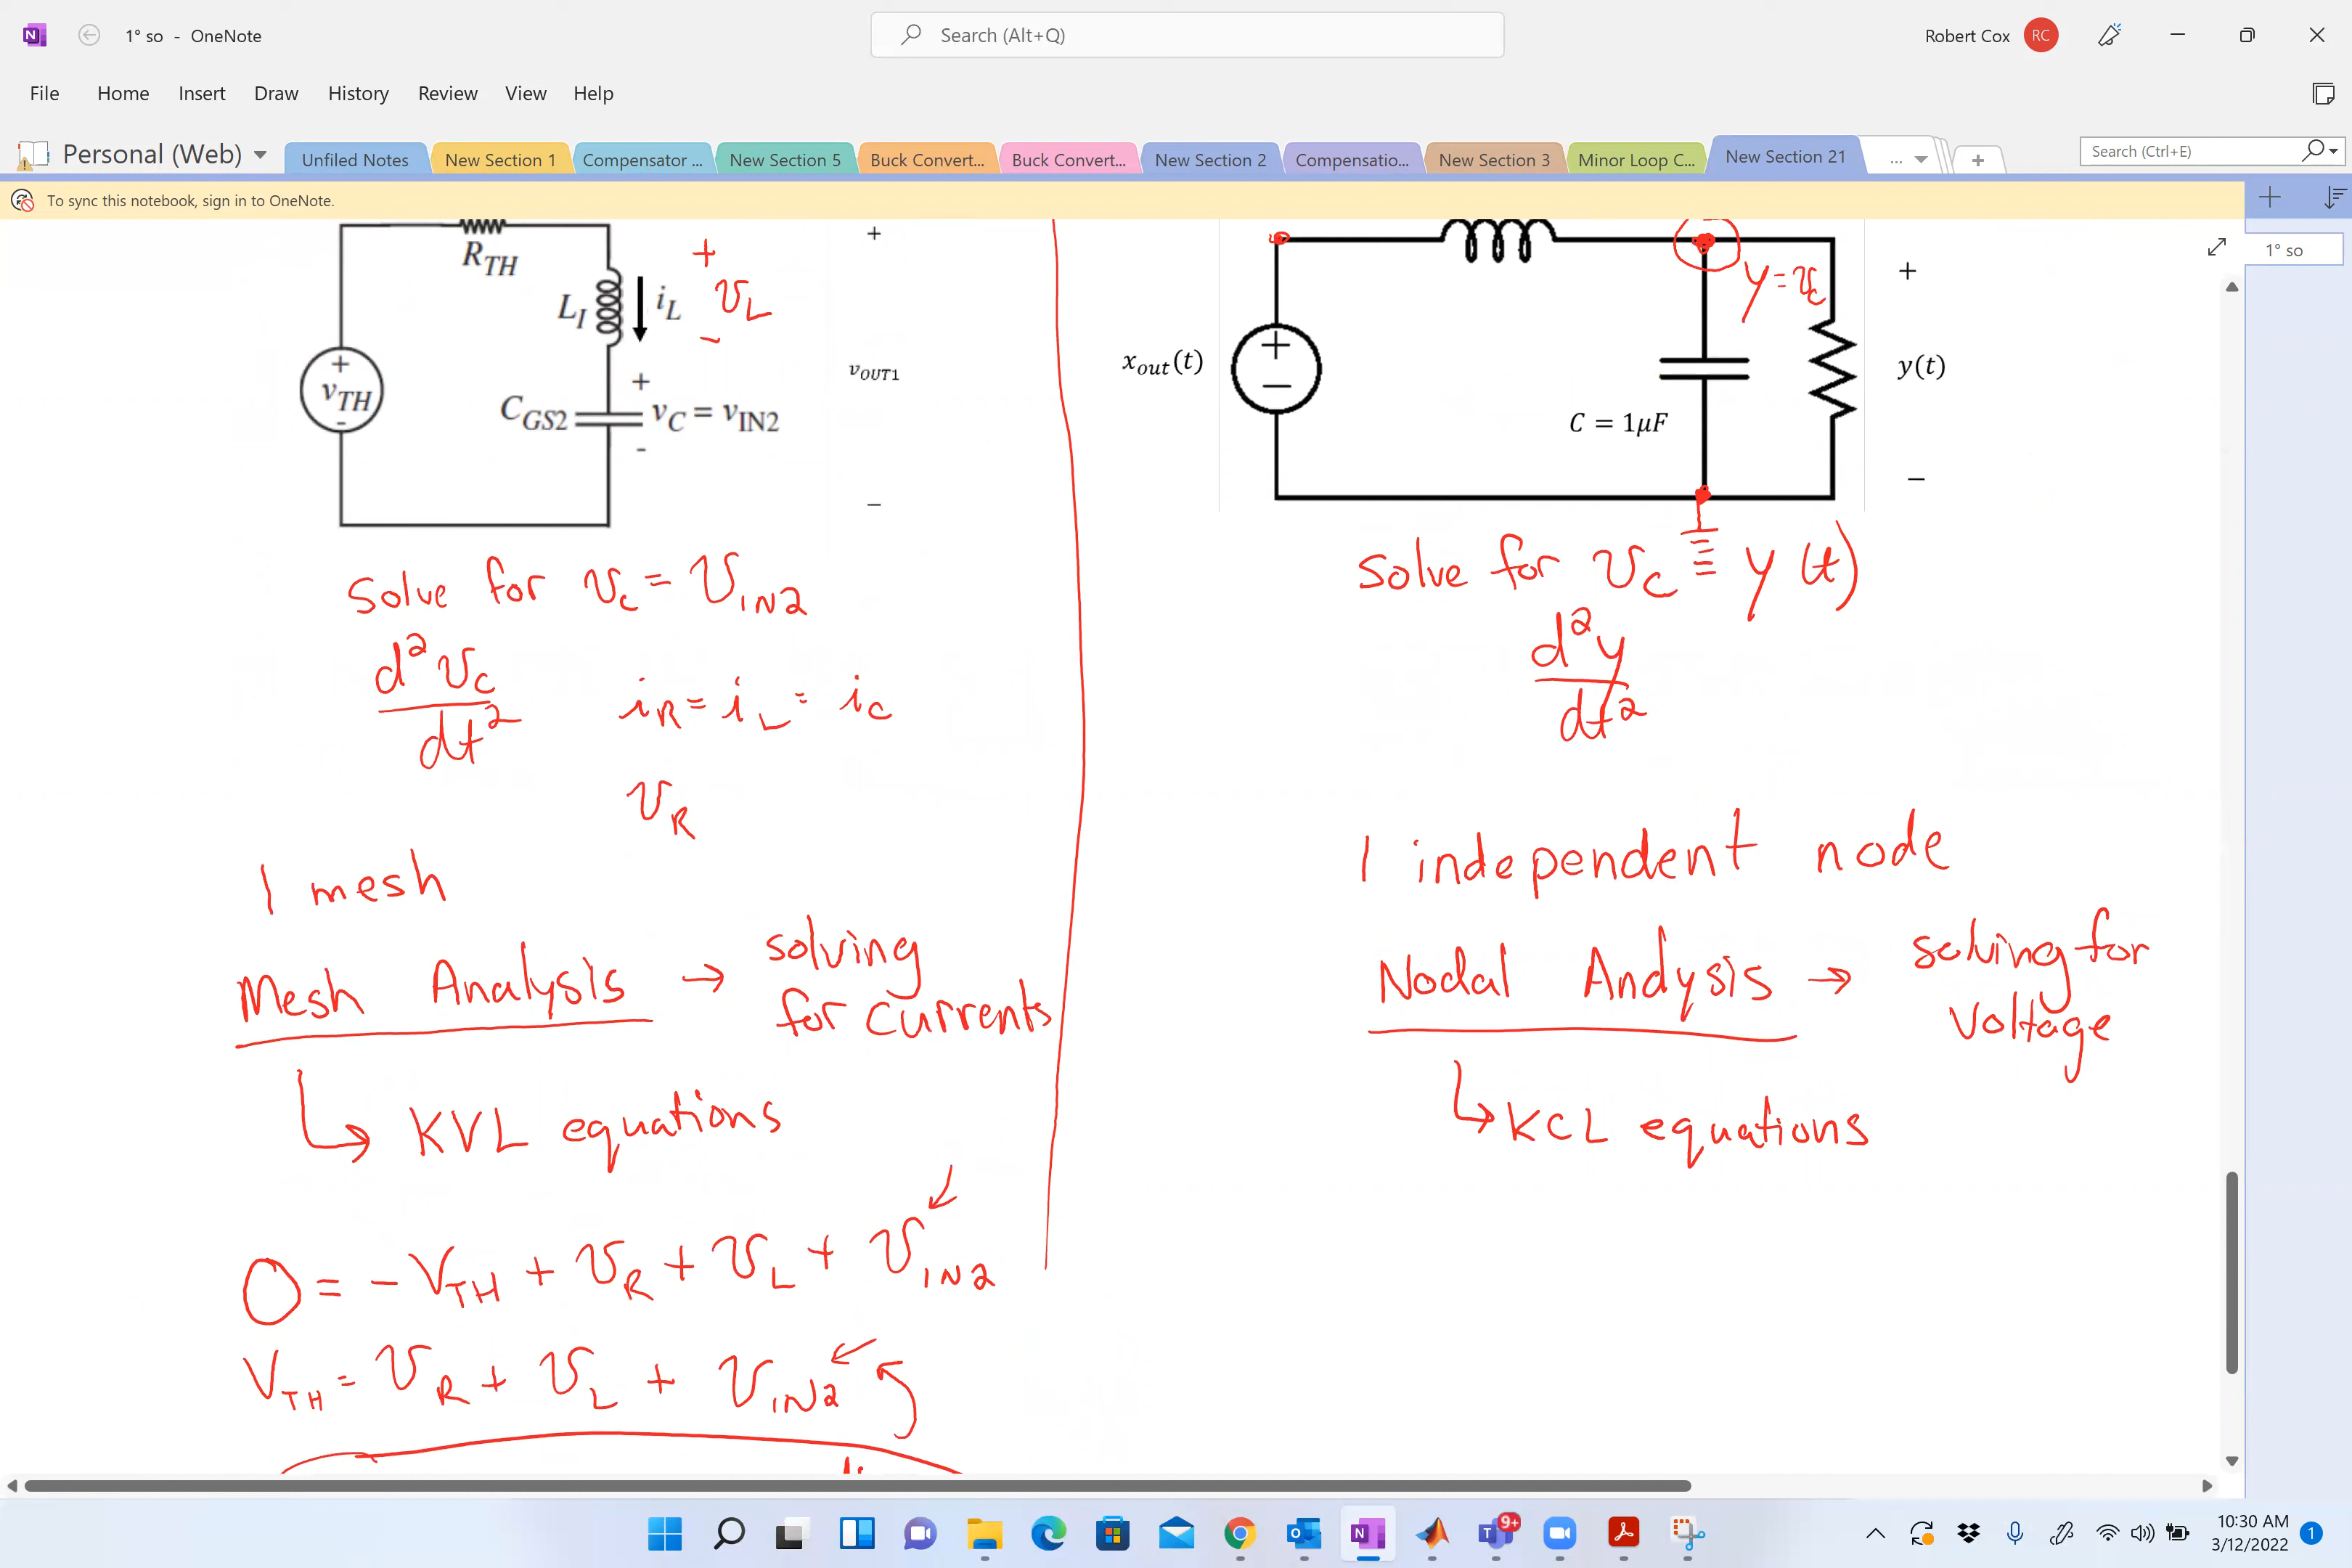 1° so - OneNote
Search (Alt+Q)
Robert Cox
RC
File Home Insert Draw History Review View Help
Personal (Web)
Unfiled Notes
New Section 1
Compensator ...
New Section 5
Buck Convert...
Buck Convert...
New Section 2
Compensatio...
New Section 3
Minor Loop C...
New Section 21
...
Search (Ctrl+E)
To sync this notebook, sign in to OneNote.
1° so
R_TH
L_I
i_L
+ v_L -
+
v_TH
-
C_GS2
+
v_C = v_IN2
-
+
v_OUT1
-
Solve for v_c = v_IN2
d²v_c
dt²
i_R = i_L = i_C
v_R
1 mesh
Mesh Analysis → solving
for currents
↳ KVL equations
0 = - V_TH + v_R + v_L + v_IN2
V_TH = v_R + v_L + v_IN2
x_out(t)
+
-
y = v_c
C = 1μF
+
y(t)
-
Solve for v_c ≡ y(t)
d²y
dt²
1 independent node
Nodal Analysis → solving for
voltage
↳ KCL equations
N
O
N
T
9+
10:30 AM
3/12/2022
1